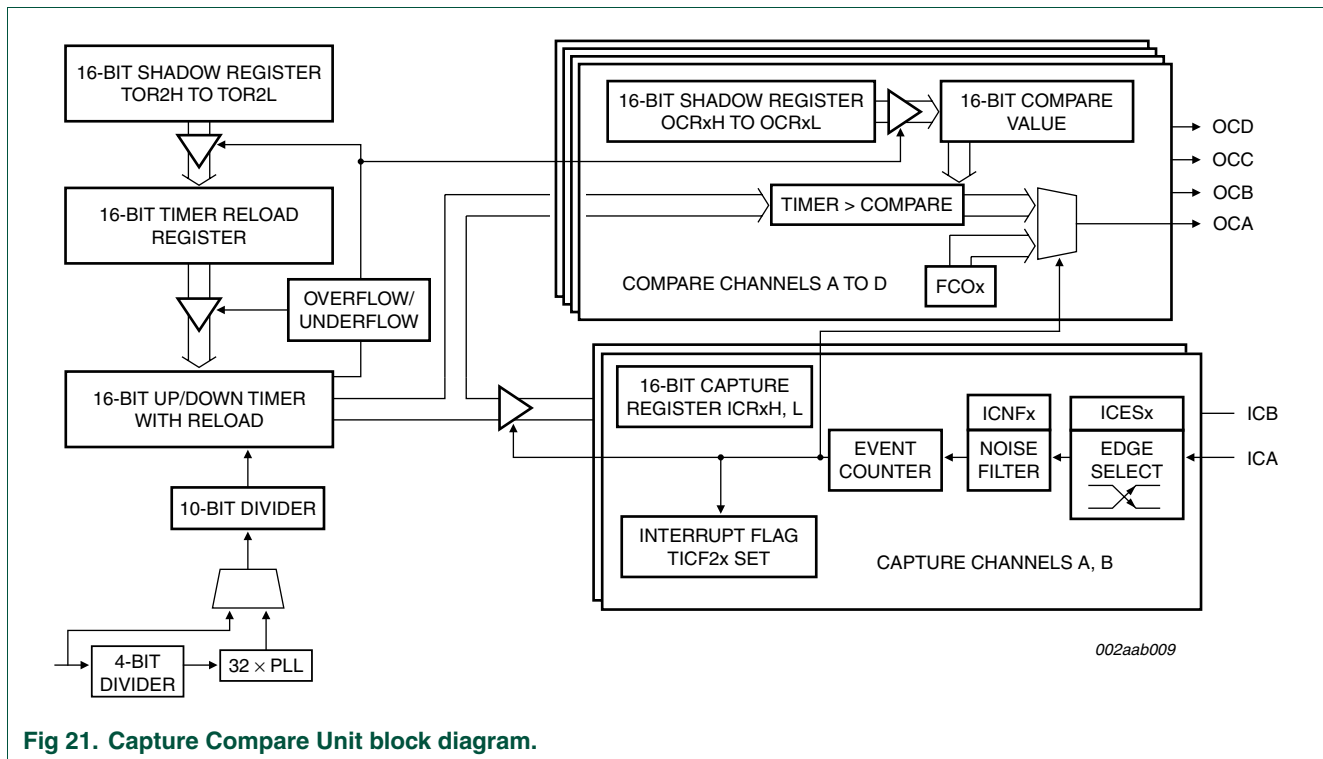 16-BIT SHADOW REGISTER
TOR2H TO TOR2L
16-BIT TIMER RELOAD
REGISTER
OVERFLOW/
UNDERFLOW
16-BIT UP/DOWN TIMER
WITH RELOAD
10-BIT DIVIDER
4-BIT
DIVIDER
32 × PLL
16-BIT SHADOW REGISTER
OCRxH TO OCRxL
16-BIT COMPARE
VALUE
TIMER > COMPARE
FCOx
COMPARE CHANNELS A TO D
OCD
OCC
OCB
OCA
16-BIT CAPTURE
REGISTER ICRxH, L
EVENT
COUNTER
ICNFx
NOISE
FILTER
ICESx
EDGE
SELECT
ICB
ICA
INTERRUPT FLAG
TICF2x SET
CAPTURE CHANNELS A, B
002aab009
Fig 21. Capture Compare Unit block diagram.